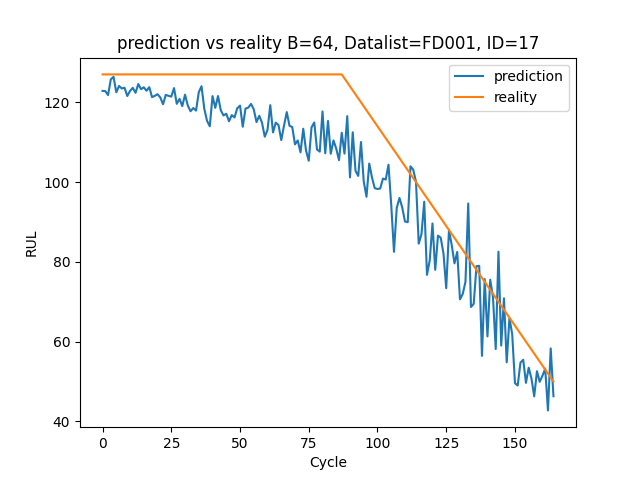 prediction vs reality B=64, Datalist=FD001, ID=17
prediction
reality
RUL
120
100
80
60
40
0 25 50 75 100 125 150
Cycle